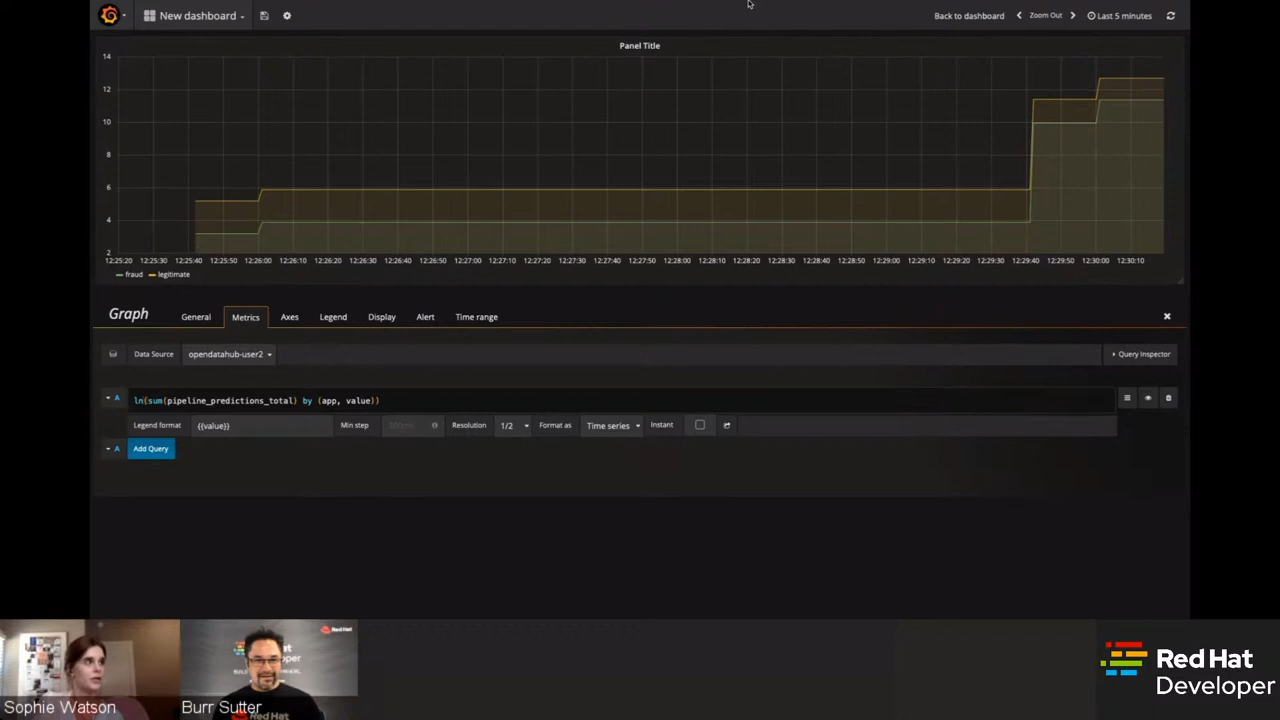 New dashboard
Back to dashboard
Zoom Out
Last 5 minutes
Panel Title
14
12
10
8
6
4
2
12:25:20 12:25:30 12:25:40 12:25:50 12:26:00 12:26:10 12:26:20 12:26:30 12:26:40 12:26:50 12:27:00 12:27:10 12:27:20 12:27:30 12:27:40 12:27:50 12:28:00 12:28:10 12:28:20 12:28:30 12:28:40 12:28:50 12:29:00 12:29:10 12:29:20 12:29:30 12:29:40 12:29:50 12:30:00 12:30:10
fraud legitimate
Graph General Metrics Axes Legend Display Alert Time range
Data Source opendatahub-user2 Query Inspector
A ln(sum(pipeline_predictions_total) by (app, value))
Legend format {{value}} Min step Resolution 1/2 Format as Time series Instant
A Add Query
Red Hat
Hat
Developer
BUILD
Red Hat
Sophie Watson
Burr Sutter
Red Hat
Developer